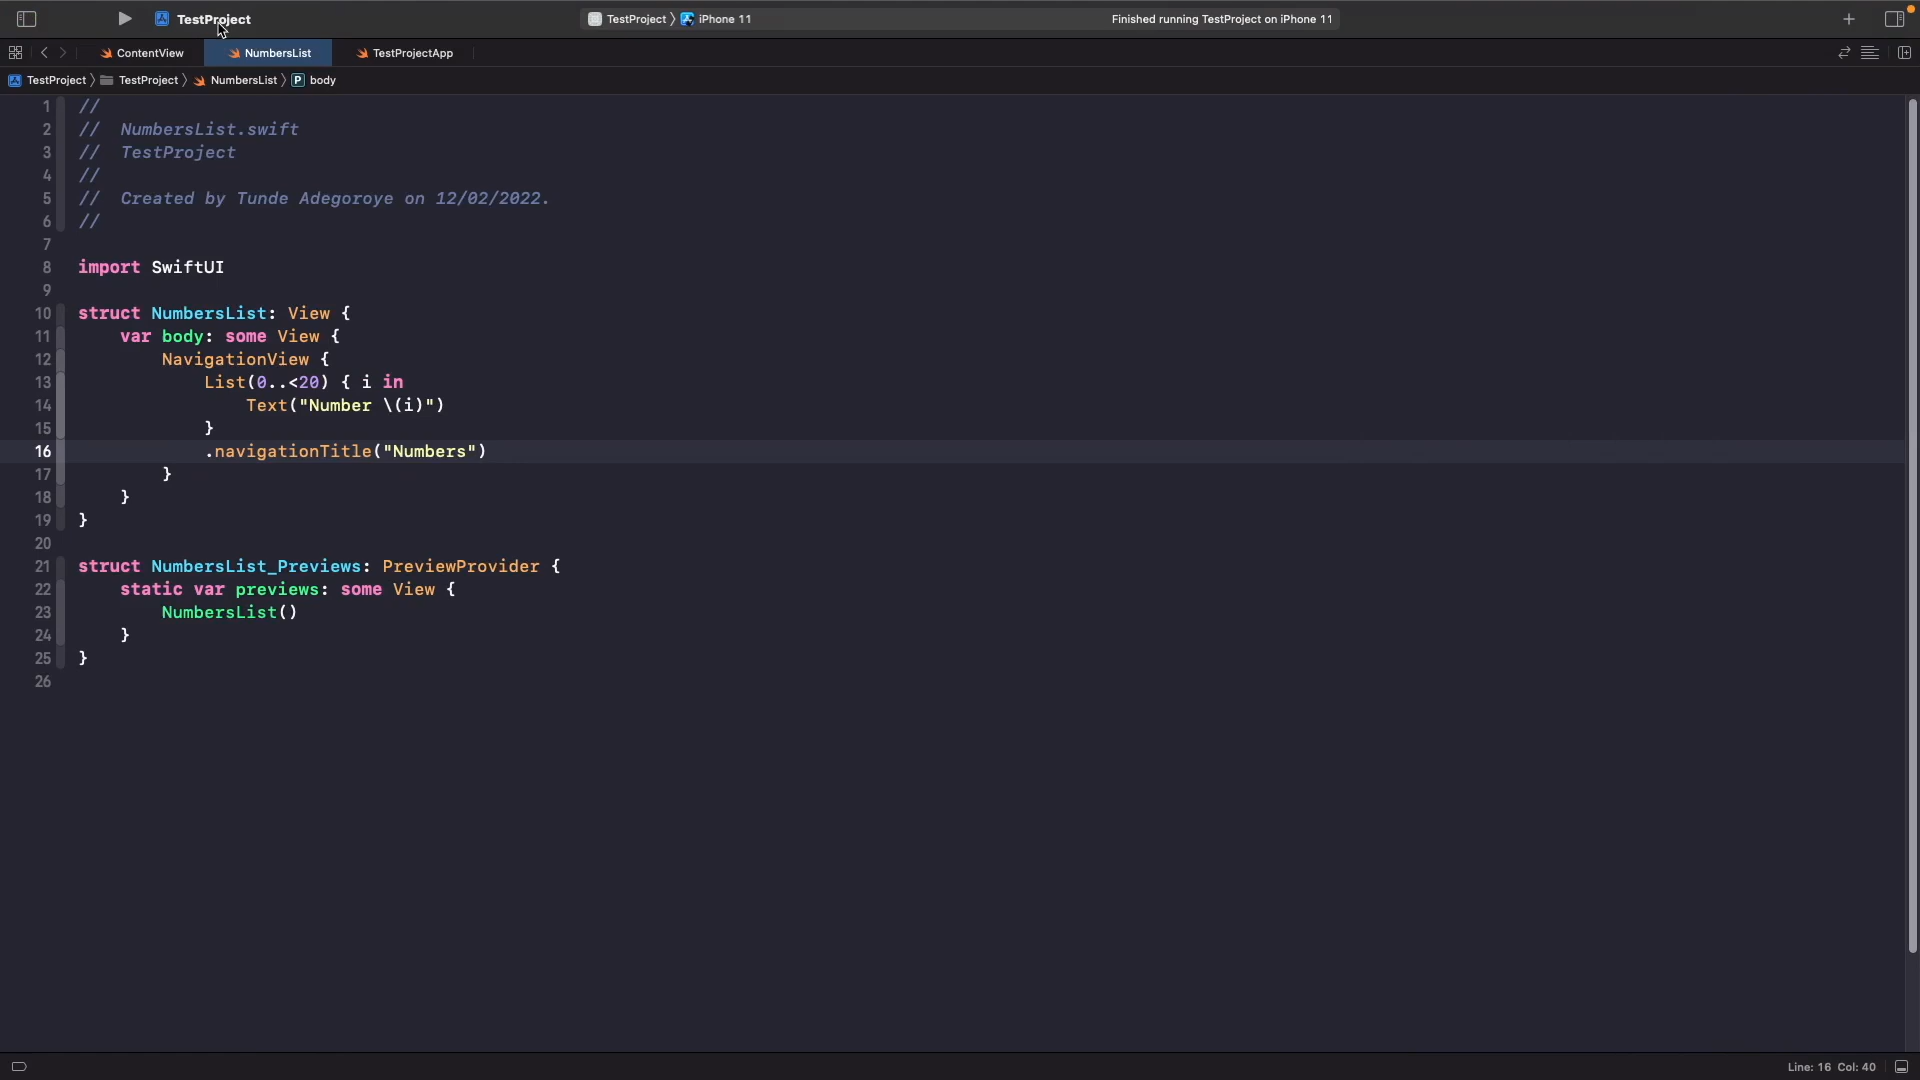 TestProject
TestProject 〉 iPhone 11
Finished running TestProject on iPhone 11
ContentView
NumbersList
TestProjectApp
TestProject 〉 TestProject 〉 NumbersList 〉 P body
1 //
2 //  NumbersList.swift
3 //  TestProject
4 //
5 //  Created by Tunde Adegoroye on 12/02/2022.
6 //
7
8 import SwiftUI
9
10 struct NumbersList: View {
11     var body: some View {
12         NavigationView {
13             List(0..<20) { i in
14                 Text("Number \(i)")
15             }
16             .navigationTitle("Numbers")
17         }
18     }
19 }
20
21 struct NumbersList_Previews: PreviewProvider {
22     static var previews: some View {
23         NumbersList()
24     }
25 }
26
Line: 16  Col: 40